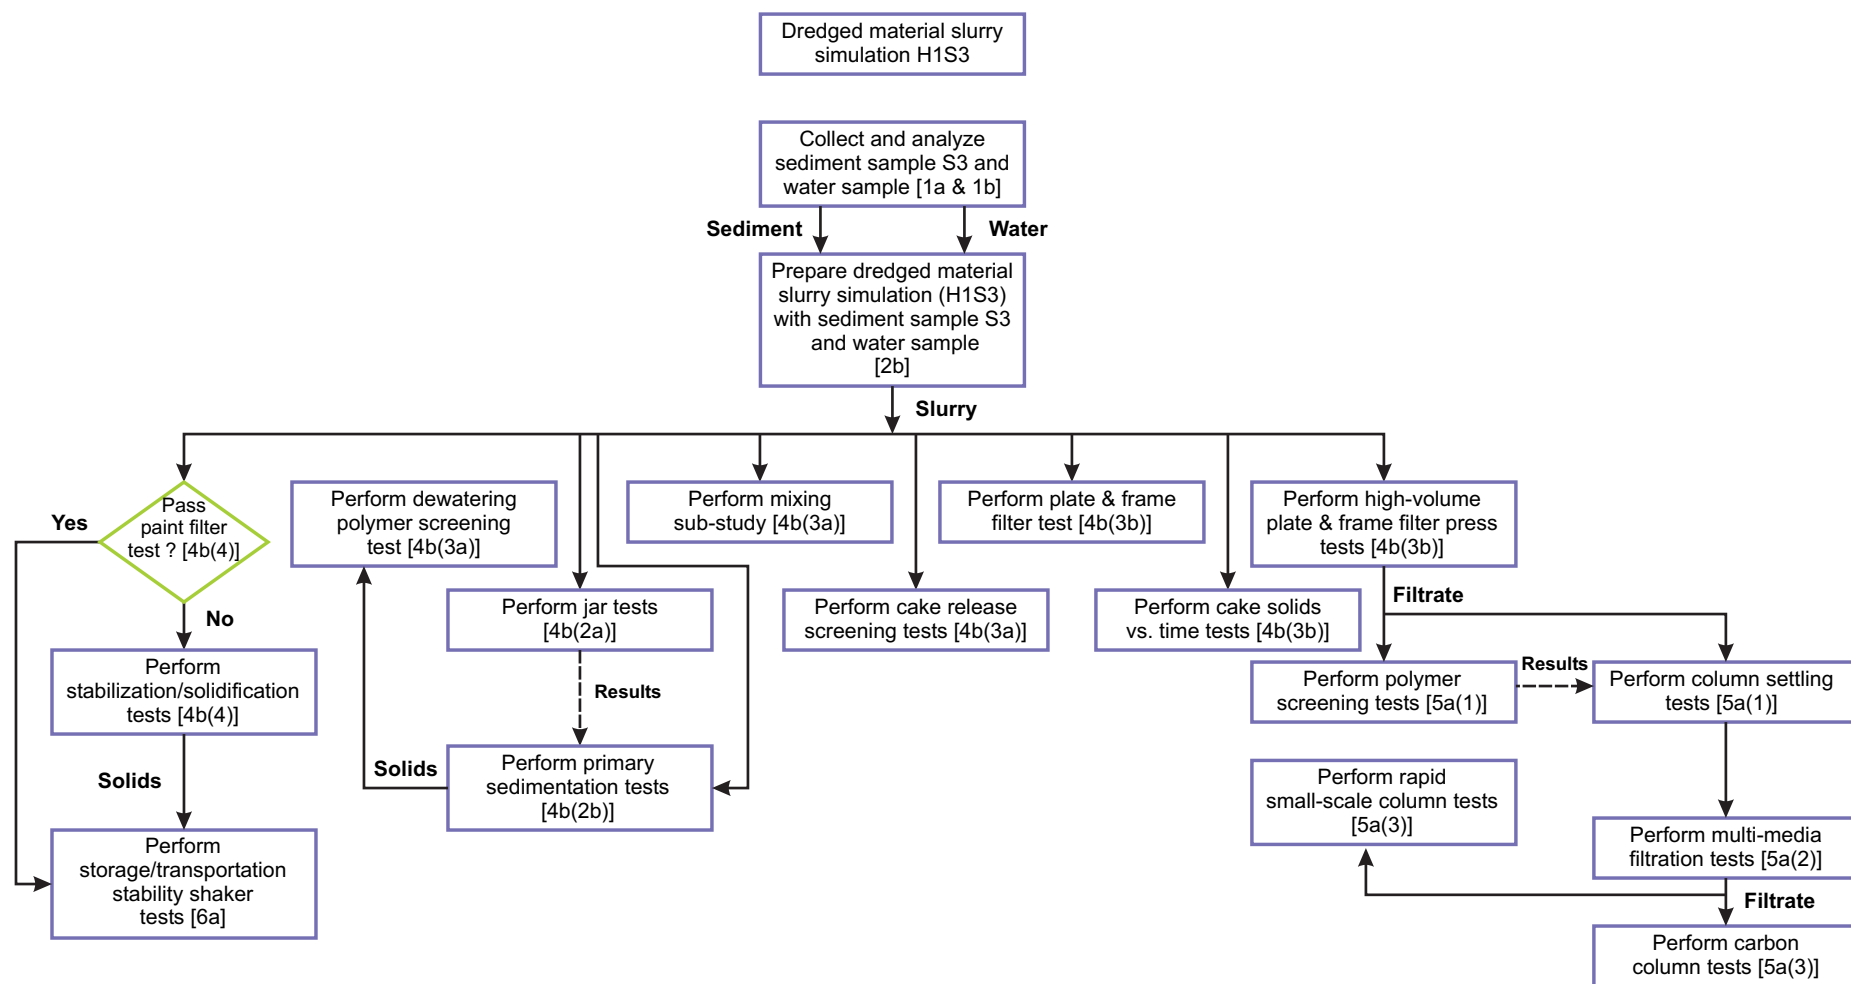 Dredged material slurry
simulation H1S3
Collect and analyze
sediment sample S3 and
water sample [1a & 1b]
Sediment
Water
Prepare dredged material
slurry simulation (H1S3)
with sediment sample S3
and water sample
[2b]
Slurry
Pass
paint filter
test ? [4b(4)]
Yes
No
Perform
stabilization/solidification
tests [4b(4)]
Solids
Perform
storage/transportation
stability shaker
tests [6a]
Perform dewatering
polymer screening
test [4b(3a)]
Perform jar tests
[4b(2a)]
Results
Solids
Perform primary
sedimentation tests
[4b(2b)]
Perform mixing
sub-study [4b(3a)]
Perform cake release
screening tests [4b(3a)]
Perform plate & frame
filter test [4b(3b)]
Perform cake solids
vs. time tests [4b(3b)]
Perform high-volume
plate & frame filter press
tests [4b(3b)]
Filtrate
Perform polymer
screening tests [5a(1)]
Results
Perform column settling
tests [5a(1)]
Perform rapid
small-scale column tests
[5a(3)]
Perform multi-media
filtration tests [5a(2)]
Filtrate
Perform carbon
column tests [5a(3)]